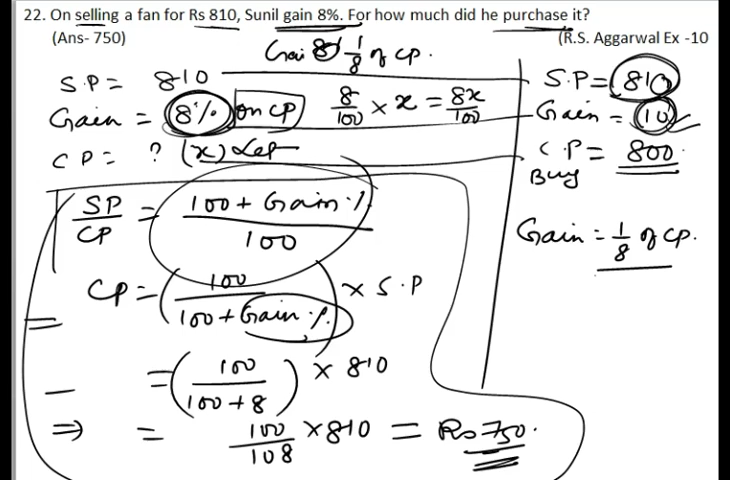 22. On selling a fan for Rs 810, Sunil gain 8%. For how much did he purchase it?
(Ans- 750)
(R.S. Aggarwal Ex -10
Gain 1/8 of CP.
S.P = 810
Gain = 8% on CP 8/100 × x = 8x/100
CP = ? (x) Let
SP/CP = 100 + Gain % / 100
CP = (100 / 100 + Gain %) × S.P
= (100 / 100 + 8) × 810
⇒ = 100/108 × 810 = Rs 750.
S.P = 810
Gain = 10
C.P = 800
Buy
Gain = 1/8 of CP.